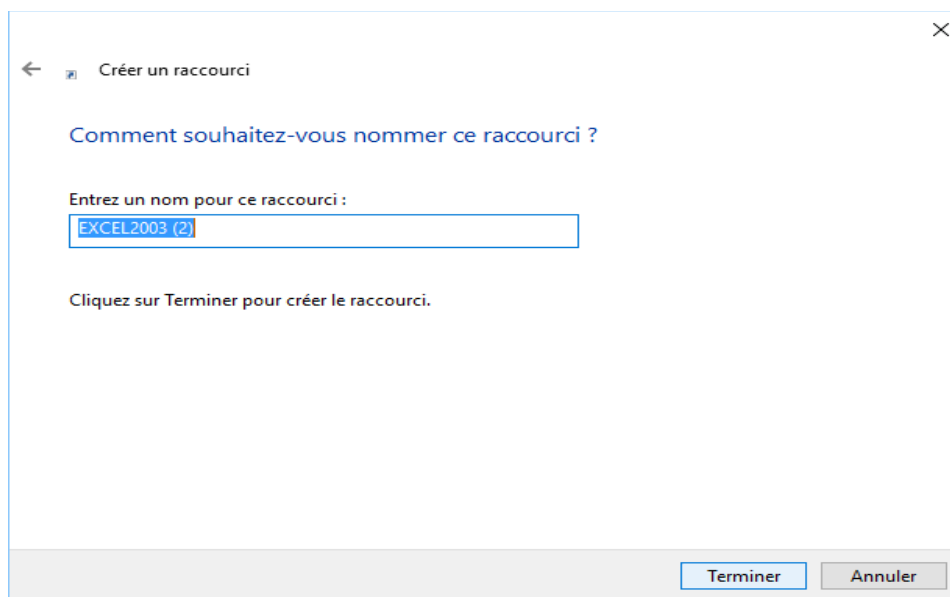 Créer un raccourci
Comment souhaitez-vous nommer ce raccourci ?
Entrez un nom pour ce raccourci :
EXCEL2003 (2)
Cliquez sur Terminer pour créer le raccourci.
Terminer Annuler